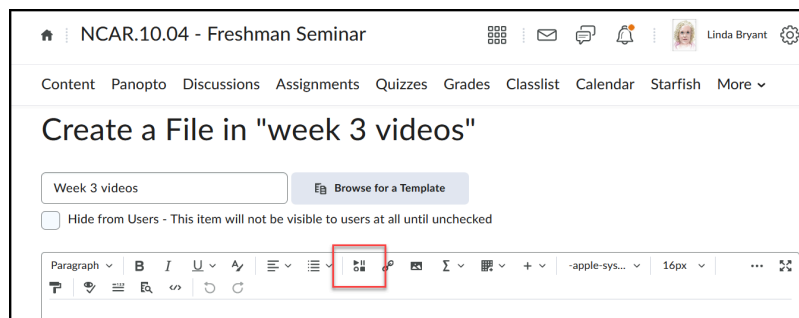 NCAR.10.04 - Freshman Seminar
Linda Bryant
Content Panopto Discussions Assignments Quizzes Grades Classlist Calendar Starfish More
Create a File in "week 3 videos"
Week 3 videos
Browse for a Template
Hide from Users - This item will not be visible to users at all until unchecked
Paragraph B I U A -apple-sys... 16px ...